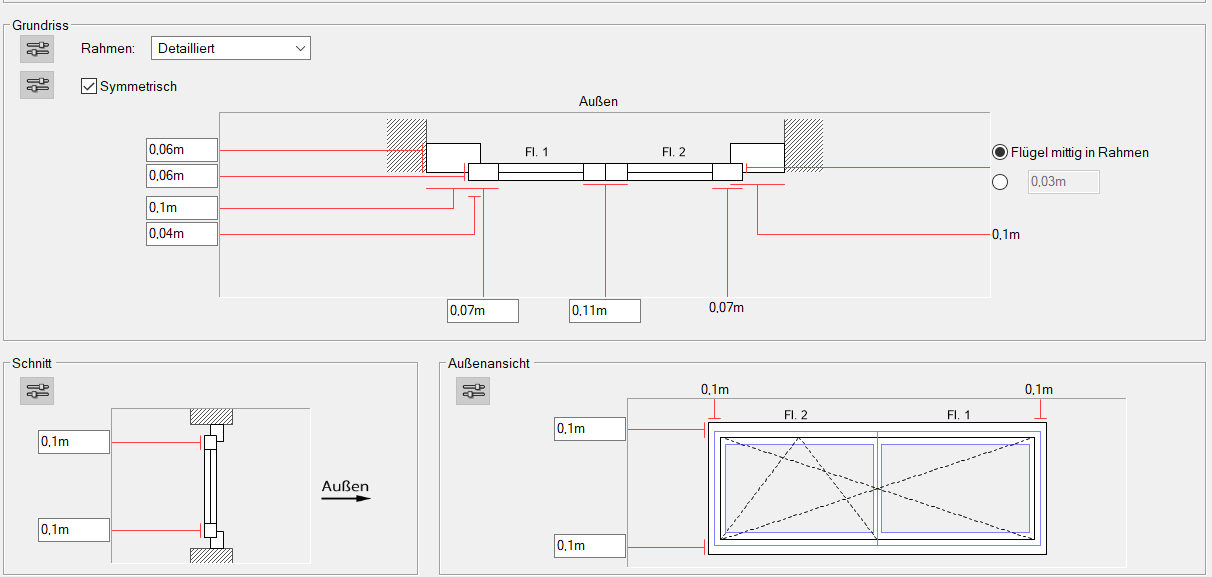 Grundriss
Rahmen: Detailliert
Symmetrisch
Außen
0,06m
Fl. 1 Fl. 2
Flügel mittig in Rahmen
0,06m
0,03m
0,1m
0,04m
0,1m
0,07m 0,11m 0,07m
Schnitt
0,1m
0,1m
Außen
Außenansicht
0,1m 0,1m
Fl. 2 Fl. 1
0,1m
0,1m